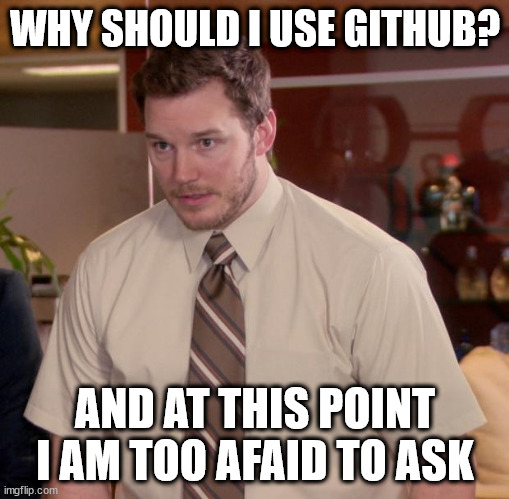 WHY SHOULD I USE GITHUB?
AND AT THIS POINT
I AM TOO AFAID TO ASK
imgflip.com